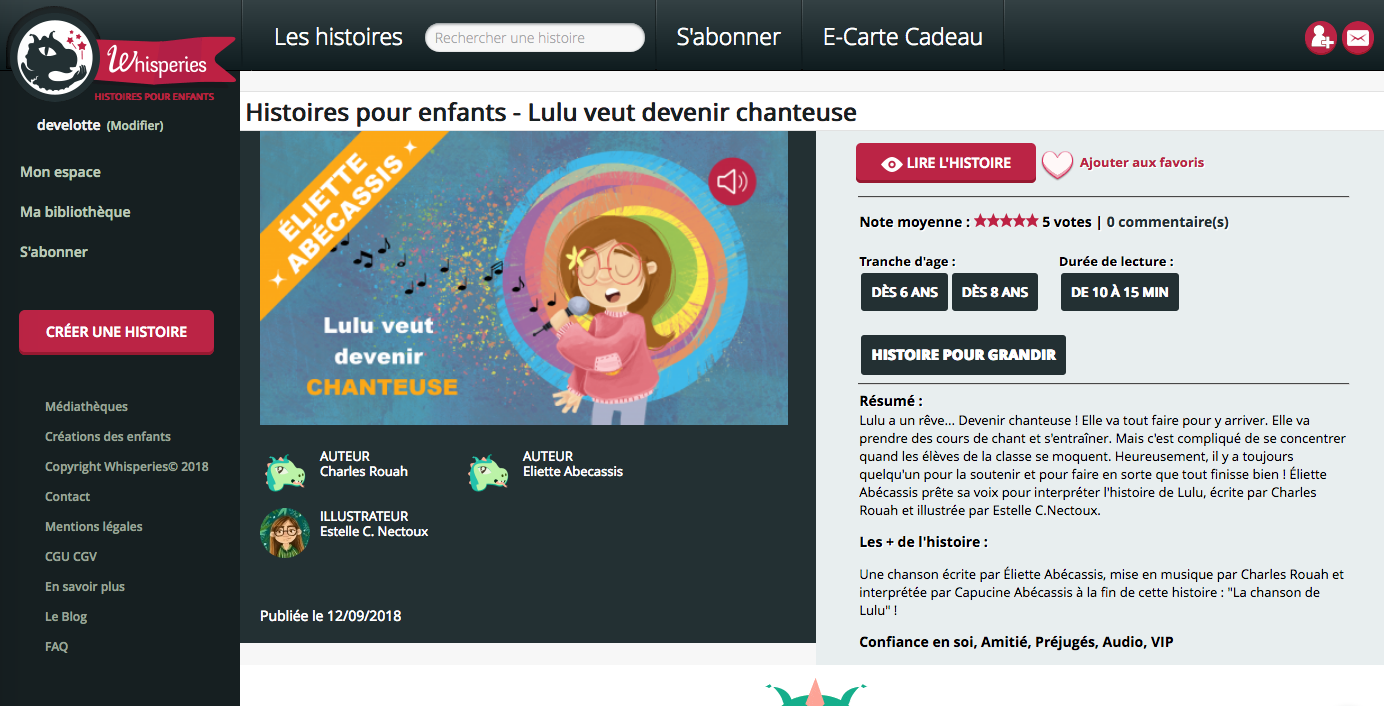 Les histoires
Rechercher une histoire
S'abonner
E-Carte Cadeau
Whisperies
HISTOIRES POUR ENFANTS
develotte (Modifier)
Mon espace
Ma bibliothèque
S'abonner
CRÉER UNE HISTOIRE
Médiathèques
Créations des enfants
Copyright Whisperies© 2018
Contact
Mentions légales
CGU CGV
En savoir plus
Le Blog
FAQ
Histoires pour enfants - Lulu veut devenir chanteuse
ÉLIETTE
ABÉCASSIS
Lulu veut
devenir
CHANTEUSE
AUTEUR
Charles Rouah
AUTEUR
Eliette Abecassis
ILLUSTRATEUR
Estelle C. Nectoux
Publiée le 12/09/2018
LIRE L'HISTOIRE
Ajouter aux favoris
Note moyenne : 5 votes | 0 commentaire(s)
Tranche d'age :
Durée de lecture :
DÈS 6 ANS
DÈS 8 ANS
DE 10 À 15 MIN
HISTOIRE POUR GRANDIR
Résumé :
Lulu a un rêve... Devenir chanteuse ! Elle va tout faire pour y arriver. Elle va
prendre des cours de chant et s'entraîner. Mais c'est compliqué de se concentrer
quand les élèves de la classe se moquent. Heureusement, il y a toujours
quelqu'un pour la soutenir et pour faire en sorte que tout finisse bien ! Éliette
Abécassis prête sa voix pour interpréter l'histoire de Lulu, écrite par Charles
Rouah et illustrée par Estelle C.Nectoux.
Les + de l'histoire :
Une chanson écrite par Éliette Abécassis, mise en musique par Charles Rouah et
interprétée par Capucine Abécassis à la fin de cette histoire : "La chanson de
Lulu" !
Confiance en soi, Amitié, Préjugés, Audio, VIP